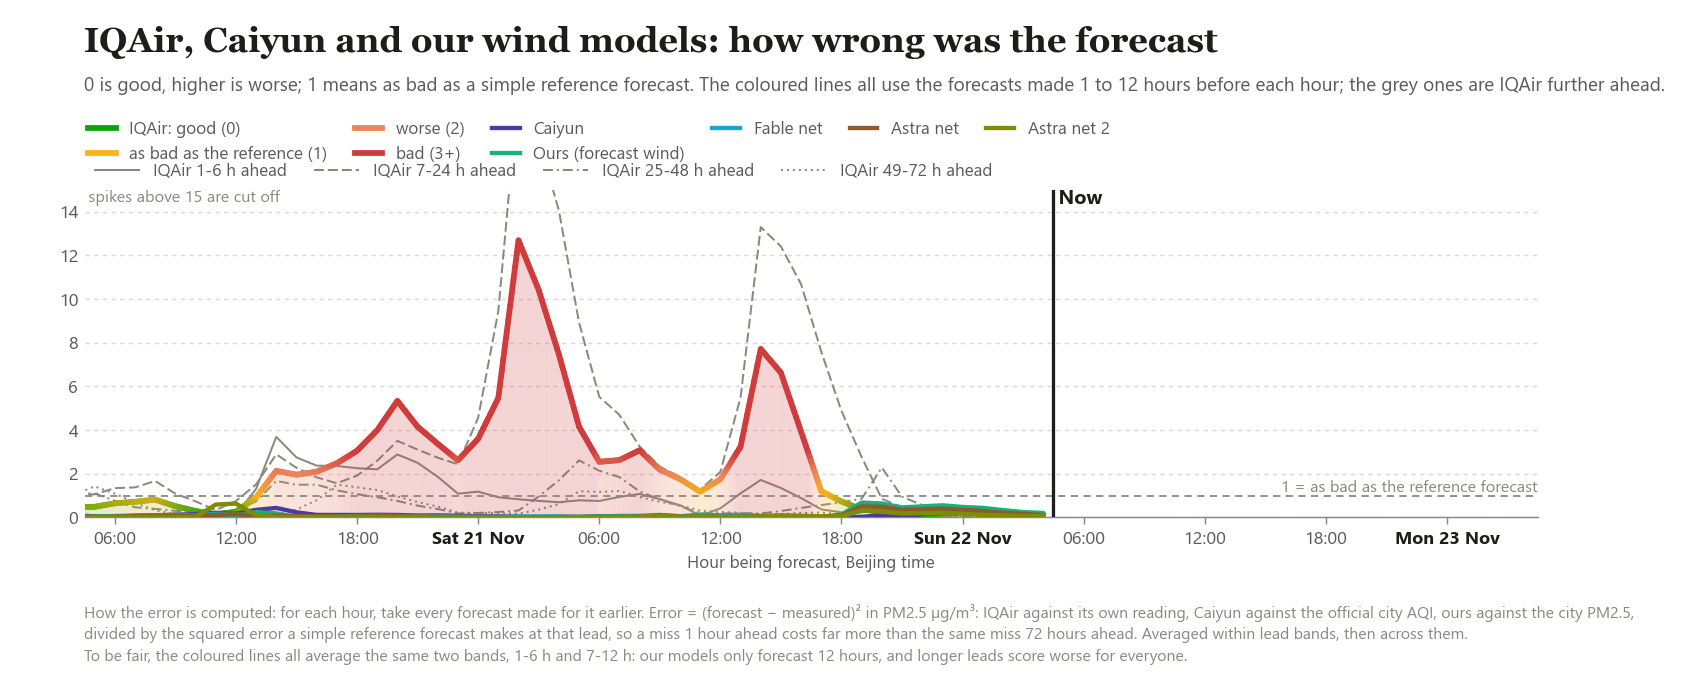 IQAir, Caiyun and our wind models: how wrong was the forecast
0 is good, higher is worse; 1 means as bad as a simple reference forecast. The coloured lines all use the forecasts made 1 to 12 hours before each hour; the grey ones are IQAir further ahead.
IQAir: good (0) worse (2) Caiyun Fable net Astra net Astra net 2
as bad as the reference (1) bad (3+) Ours (forecast wind)
IQAir 1-6 h ahead IQAir 7-24 h ahead IQAir 25-48 h ahead IQAir 49-72 h ahead
spikes above 15 are cut off
Now
14
12
10
8
6
4
2
1 = as bad as the reference forecast
0
06:00 12:00 18:00 Sat 21 Nov 06:00 12:00 18:00 Sun 22 Nov 06:00 12:00 18:00 Mon 23 Nov
Hour being forecast, Beijing time
How the error is computed: for each hour, take every forecast made for it earlier. Error = (forecast − measured)² in PM2.5 µg/m³: IQAir against its own reading, Caiyun against the official city AQI, ours against the city PM2.5,
divided by the squared error a simple reference forecast makes at that lead, so a miss 1 hour ahead costs far more than the same miss 72 hours ahead. Averaged within lead bands, then across them.
To be fair, the coloured lines all average the same two bands, 1-6 h and 7-12 h: our models only forecast 12 hours, and longer leads score worse for everyone.